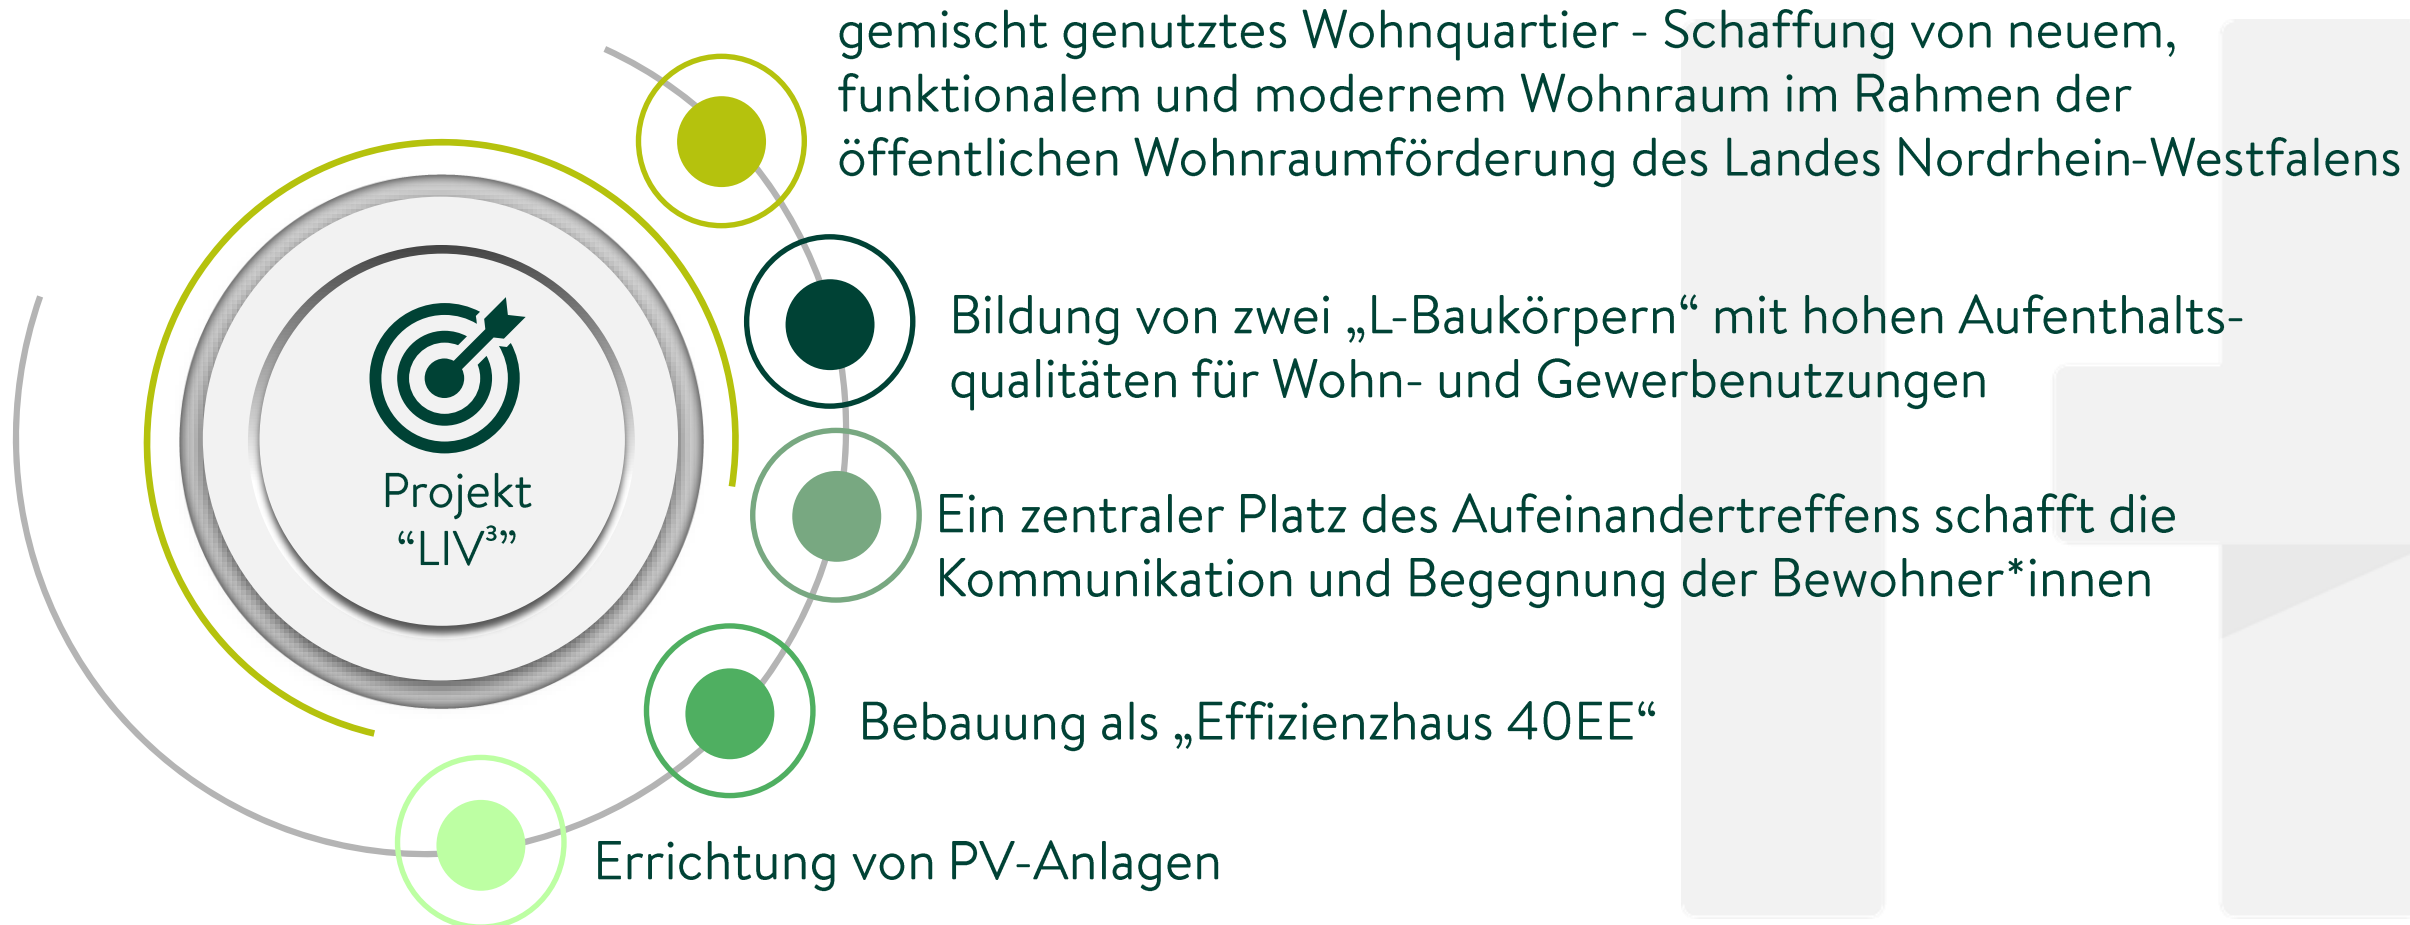 gemischt genutztes Wohnquartier - Schaffung von neuem,
funktionalem und modernem Wohnraum im Rahmen der
öffentlichen Wohnraumförderung des Landes Nordrhein-Westfalens
Bildung von zwei „L-Baukörpern“ mit hohen Aufenthalts-
qualitäten für Wohn- und Gewerbenutzungen
Projekt
“LIV³”
Ein zentraler Platz des Aufeinandertreffens schafft die
Kommunikation und Begegnung der Bewohner*innen
Bebauung als „Effizienzhaus 40EE“
Errichtung von PV-Anlagen